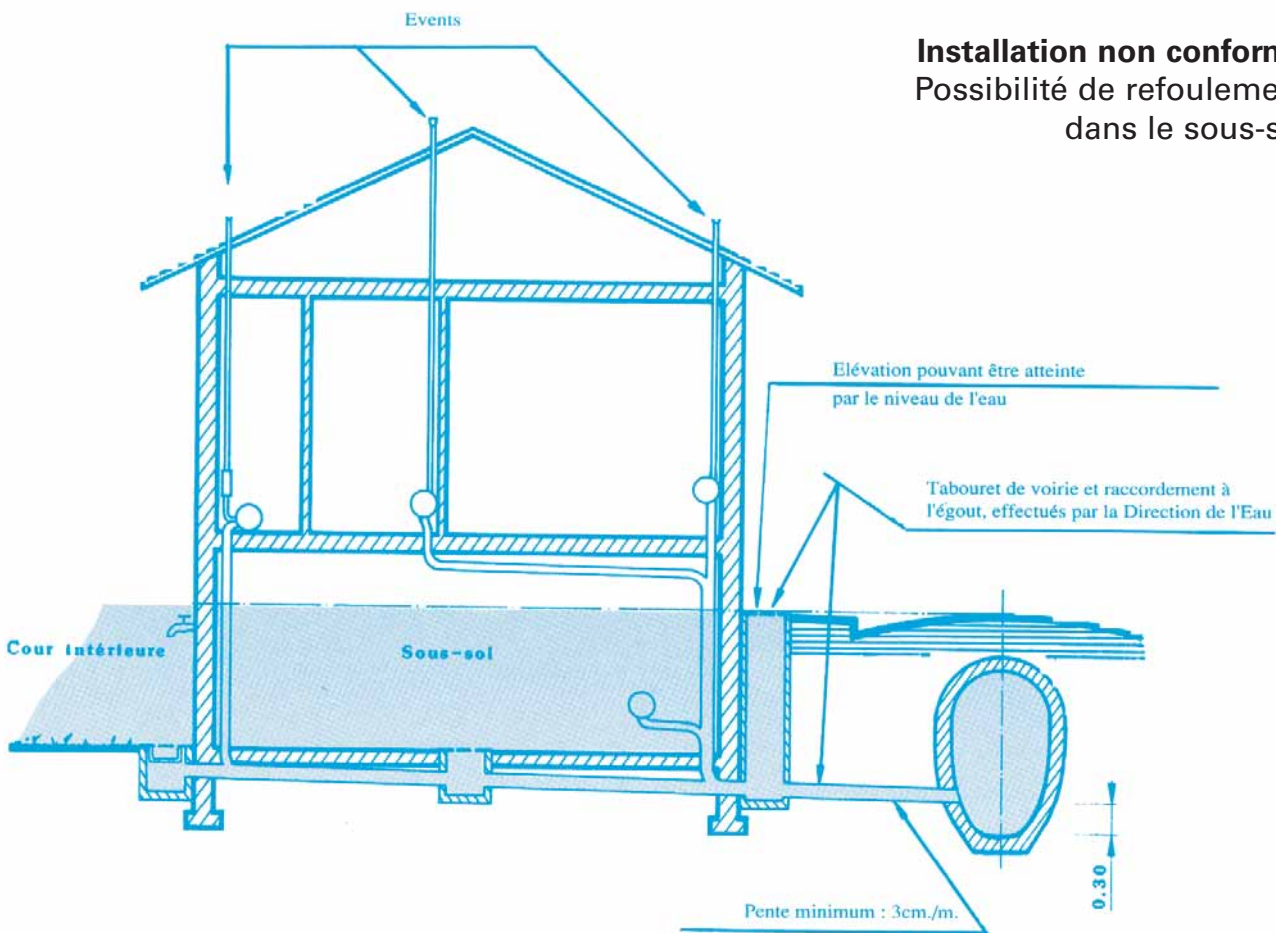 Events
Installation non conform
Possibilité de refouleme
dans le sous-s
Elévation pouvant être atteinte
par le niveau de l'eau
Tabouret de voirie et raccordement à
l'égout, effectués par la Direction de l'Eau
Cour intérieure
Sous-sol
0.30
Pente minimum : 3cm./m.